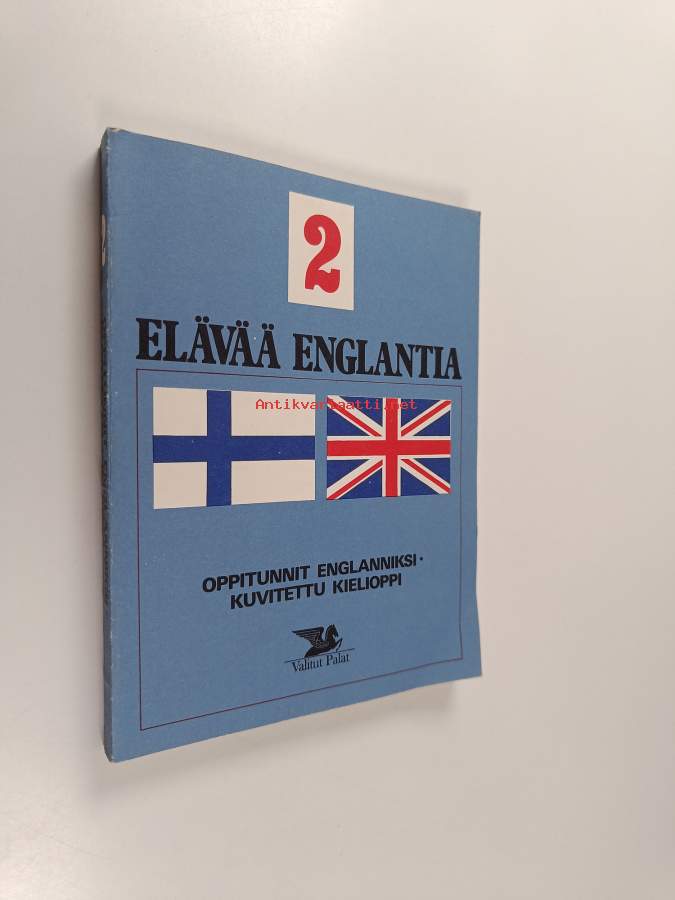 2
ELÄVÄÄ ENGLANTIA
Antikvariaatti.net
OPPITUNNIT ENGLANNIKSI •
KUVITETTU KIELIOPPI
Valitut Palat